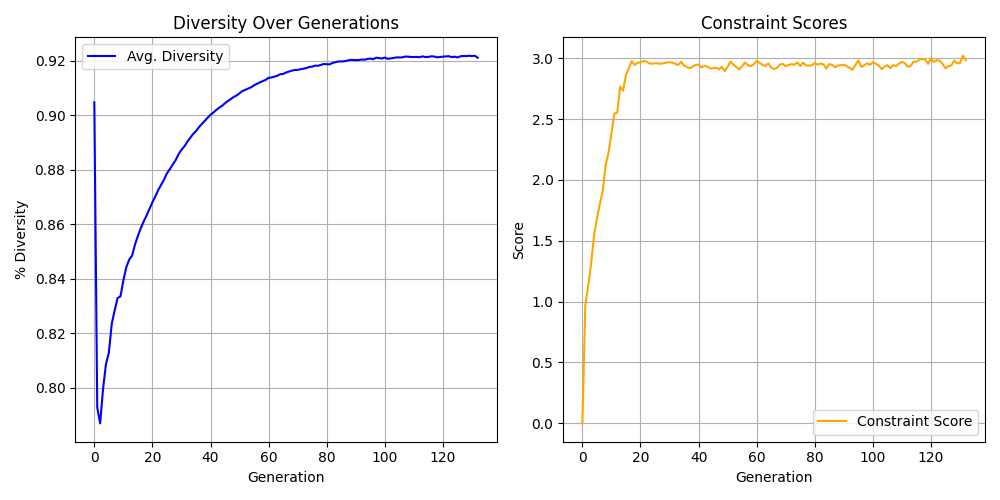 Diversity Over Generations
Avg. Diversity
% Diversity
0.92
0.90
0.88
0.86
0.84
0.82
0.80
0 20 40 60 80 100 120
Generation
Constraint Scores
Score
3.0
2.5
2.0
1.5
1.0
0.5
0.0
Constraint Score
0 20 40 60 80 100 120
Generation